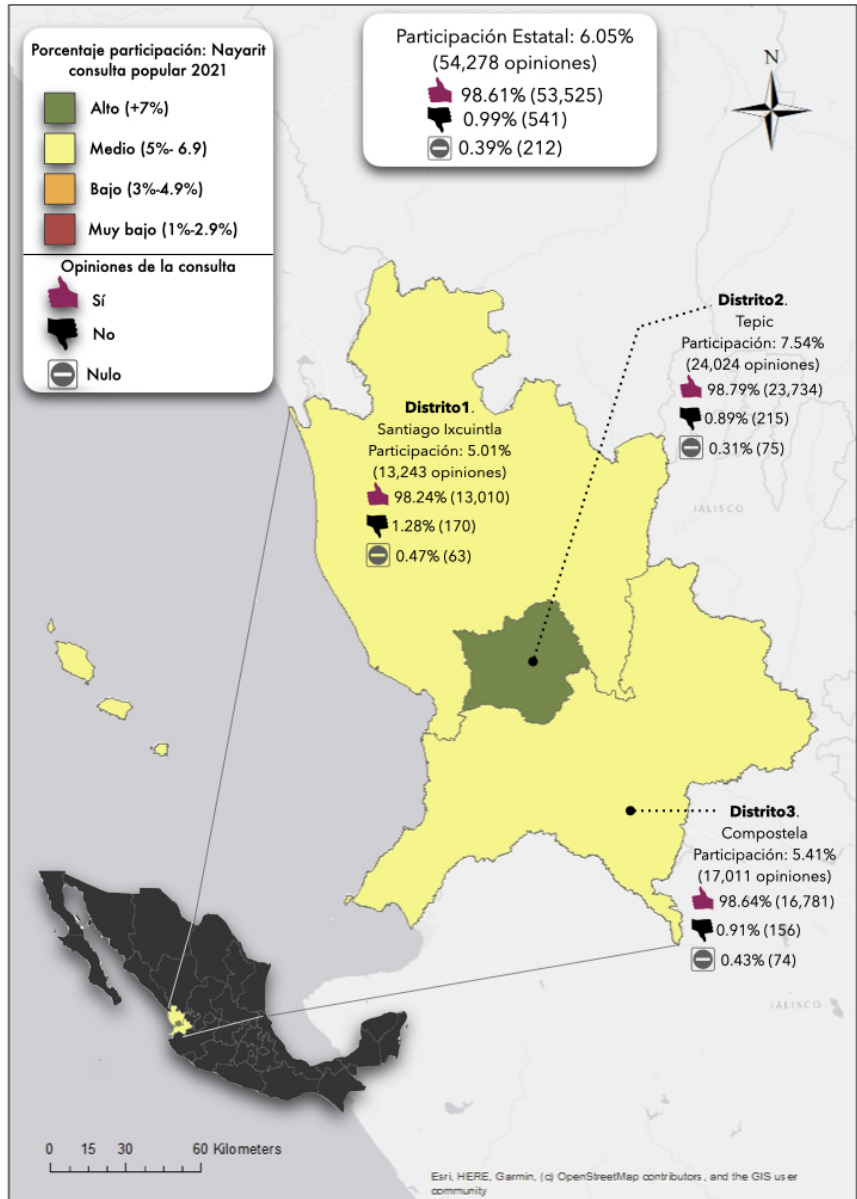 Porcentaje participación: Nayarit
consulta popular 2021
Alto (+7%)
Medio (5%- 6.9)
Bajo (3%-4.9%)
Muy bajo (1%-2.9%)
Opiniones de la consulta
Sí
No
Nulo
Participación Estatal: 6.05%
(54,278 opiniones)
98.61% (53,525)
0.99% (541)
0.39% (212)
N
Distrito2.
Tepic
Participación: 7.54%
(24,024 opiniones)
98.79% (23,734)
0.89% (215)
0.31% (75)
Distrito1.
Santiago Ixcuintla
Participación: 5.01%
(13,243 opiniones)
98.24% (13,010)
1.28% (170)
0.47% (63)
JALISCO
Distrito3.
Compostela
Participación: 5.41%
(17,011 opiniones)
98.64% (16,781)
0.91% (156)
0.43% (74)
JALISCO
0 15 30 60 Kilometers
Esri, HERE, Garmin, (c) OpenStreetMap contributors, and the GIS user
community